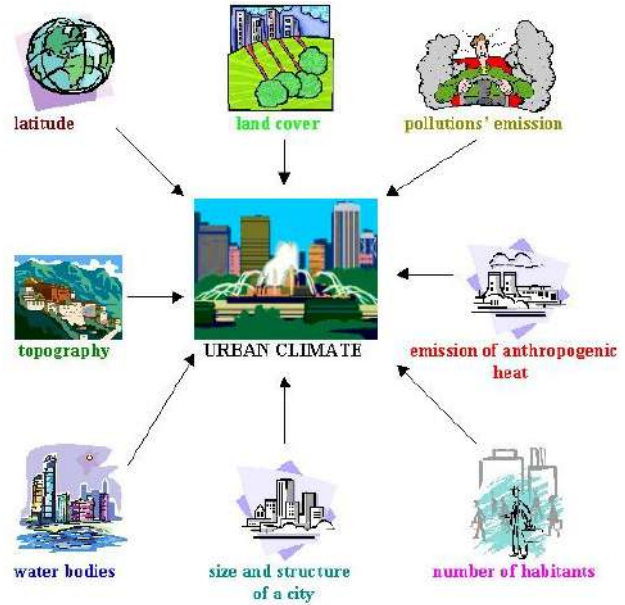 latitude
land cover
pollutions' emission
topography
URBAN CLIMATE
emission of anthropogenic
heat
water bodies
size and structure
of a city
number of habitants